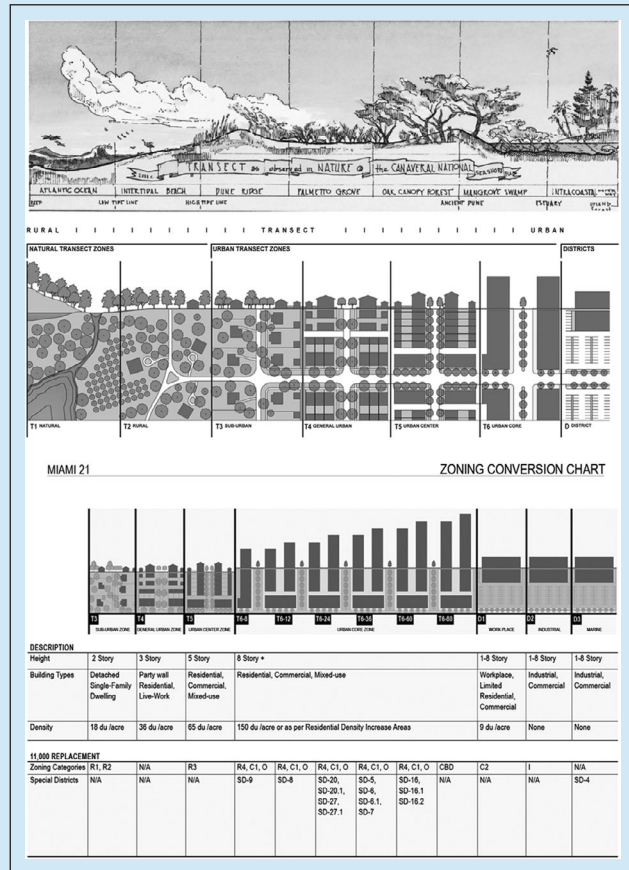 TRANSECT as observed in NATURE @ the CANAVERAL NATIONAL SEASHORE
ATLANTIC OCEAN INTERTIDAL BEACH DUNE RIDGE PALMETTO GROVE OAK CANOPY FOREST MANGROVE SWAMP INTRACOASTAL
LOW TIDE LINE HIGH TIDE LINE ANCIENT DUNE ESTUARY
RURAL I I I I I I I TRANSECT I I I I I I I URBAN
NATURAL TRANSECT ZONES URBAN TRANSECT ZONES DISTRICTS
T1 NATURAL T2 RURAL T3 SUB-URBAN T4 GENERAL URBAN T5 URBAN CENTER T6 URBAN CORE D DISTRICT
MIAMI 21 ZONING CONVERSION CHART
T3 T4 T5 T6-8 T6-12 T6-24 T6-36 T6-60 T6-80 D1 D2 D3
SUB-URBAN ZONE GENERAL URBAN ZONE URBAN CENTER ZONE URBAN CORE ZONE WORK PLACE INDUSTRIAL MARINE
DESCRIPTION
Height 2 Story 3 Story 5 Story 8 Story + 1-8 Story 1-8 Story 1-8 Story
Building Types Detached Party wall Residential, Residential, Commercial, Mixed-use Workplace, Industrial, Industrial,
Single-Family Residential, Commercial, Limited Commercial Commercial
Dwelling Live-Work Mixed-use Residential,
Commercial
Density 18 du /acre 36 du /acre 65 du /acre 150 du /acre or as per Residential Density Increase Areas 9 du /acre None None
11,000 REPLACEMENT
Zoning Categories R1, R2 N/A R3 R4, C1, O R4, C1, O R4, C1, O R4, C1, O R4, C1, O CBD C2 I N/A
Special Districts N/A N/A N/A SD-9 SD-8 SD-20, SD-5, SD-16, N/A N/A N/A SD-4
SD-20.1, SD-6, SD-16.1
SD-27, SD-6.1, SD-16.2
SD-27.1 SD-7